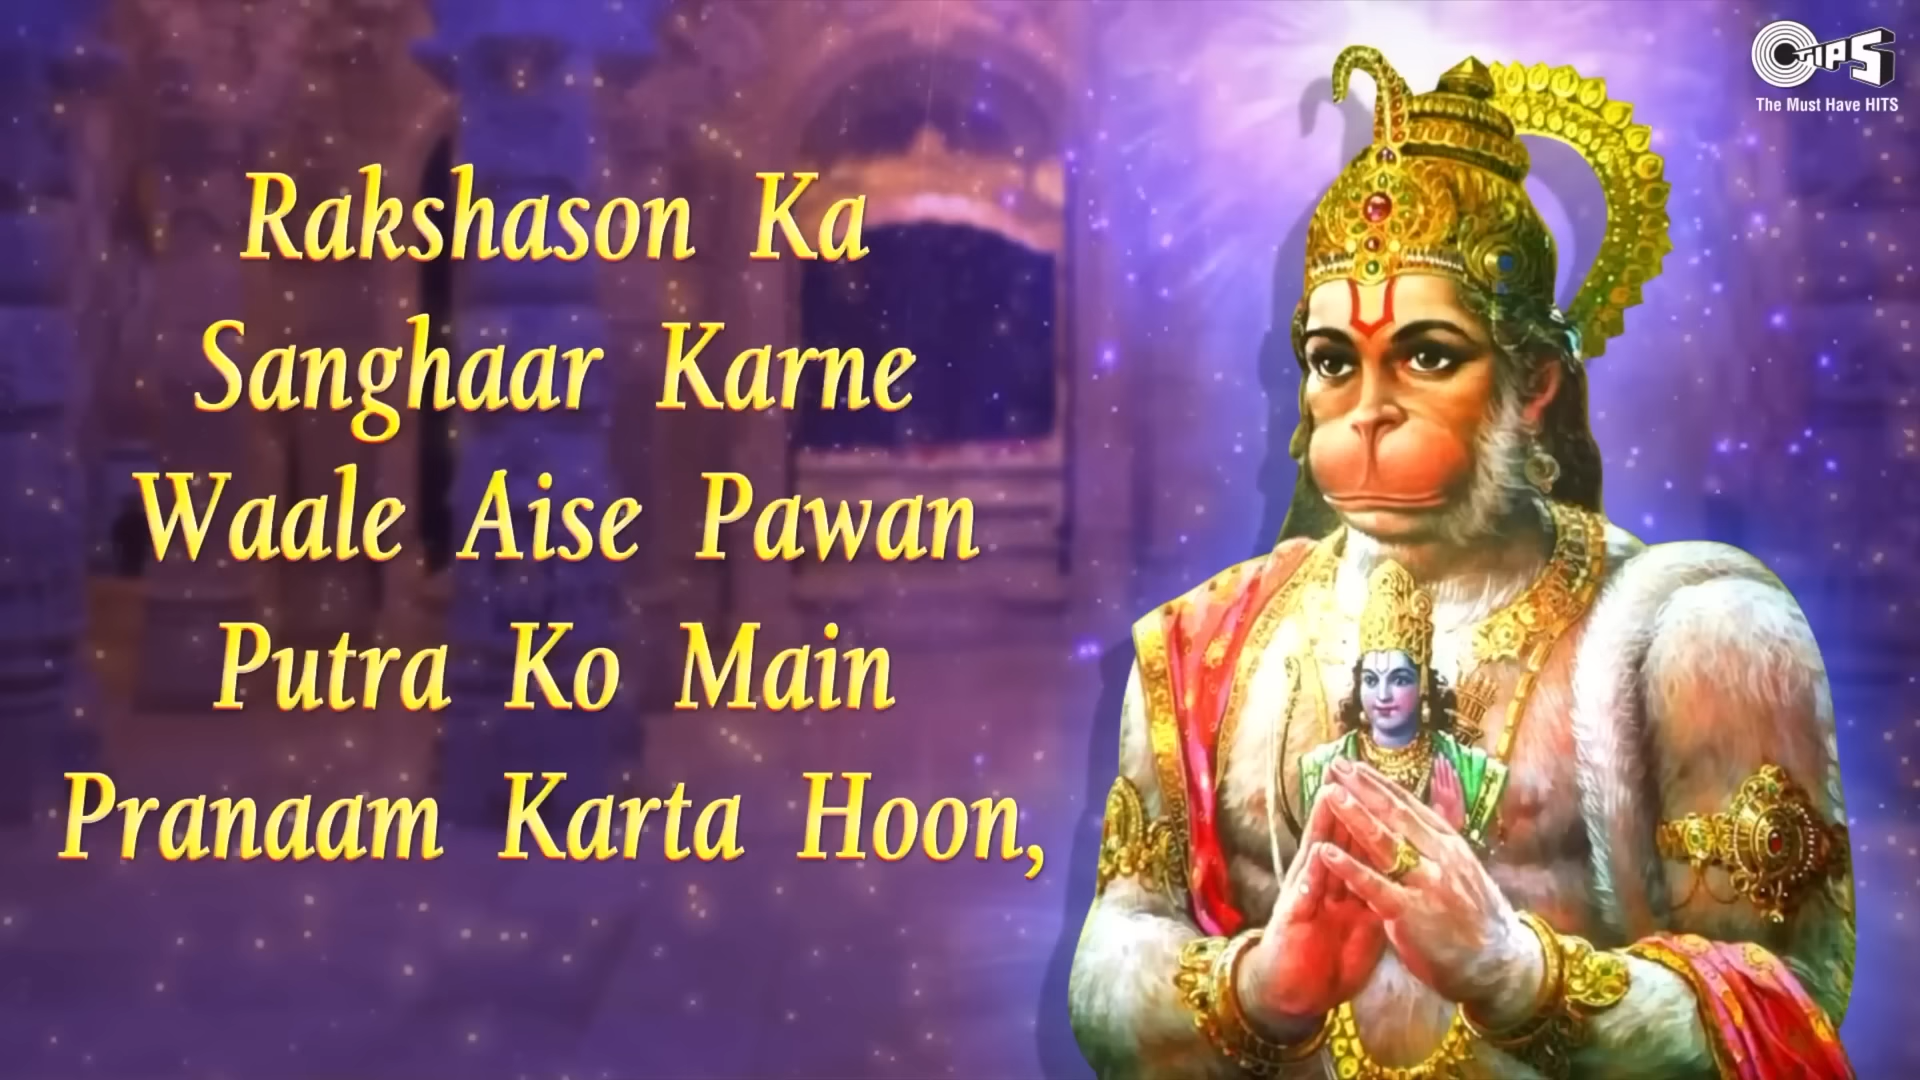 TIPS
The Must Have HITS
Rakshason Ka
Sanghaar Karne
Waale Aise Pawan
Putra Ko Main
Pranaam Karta Hoon,